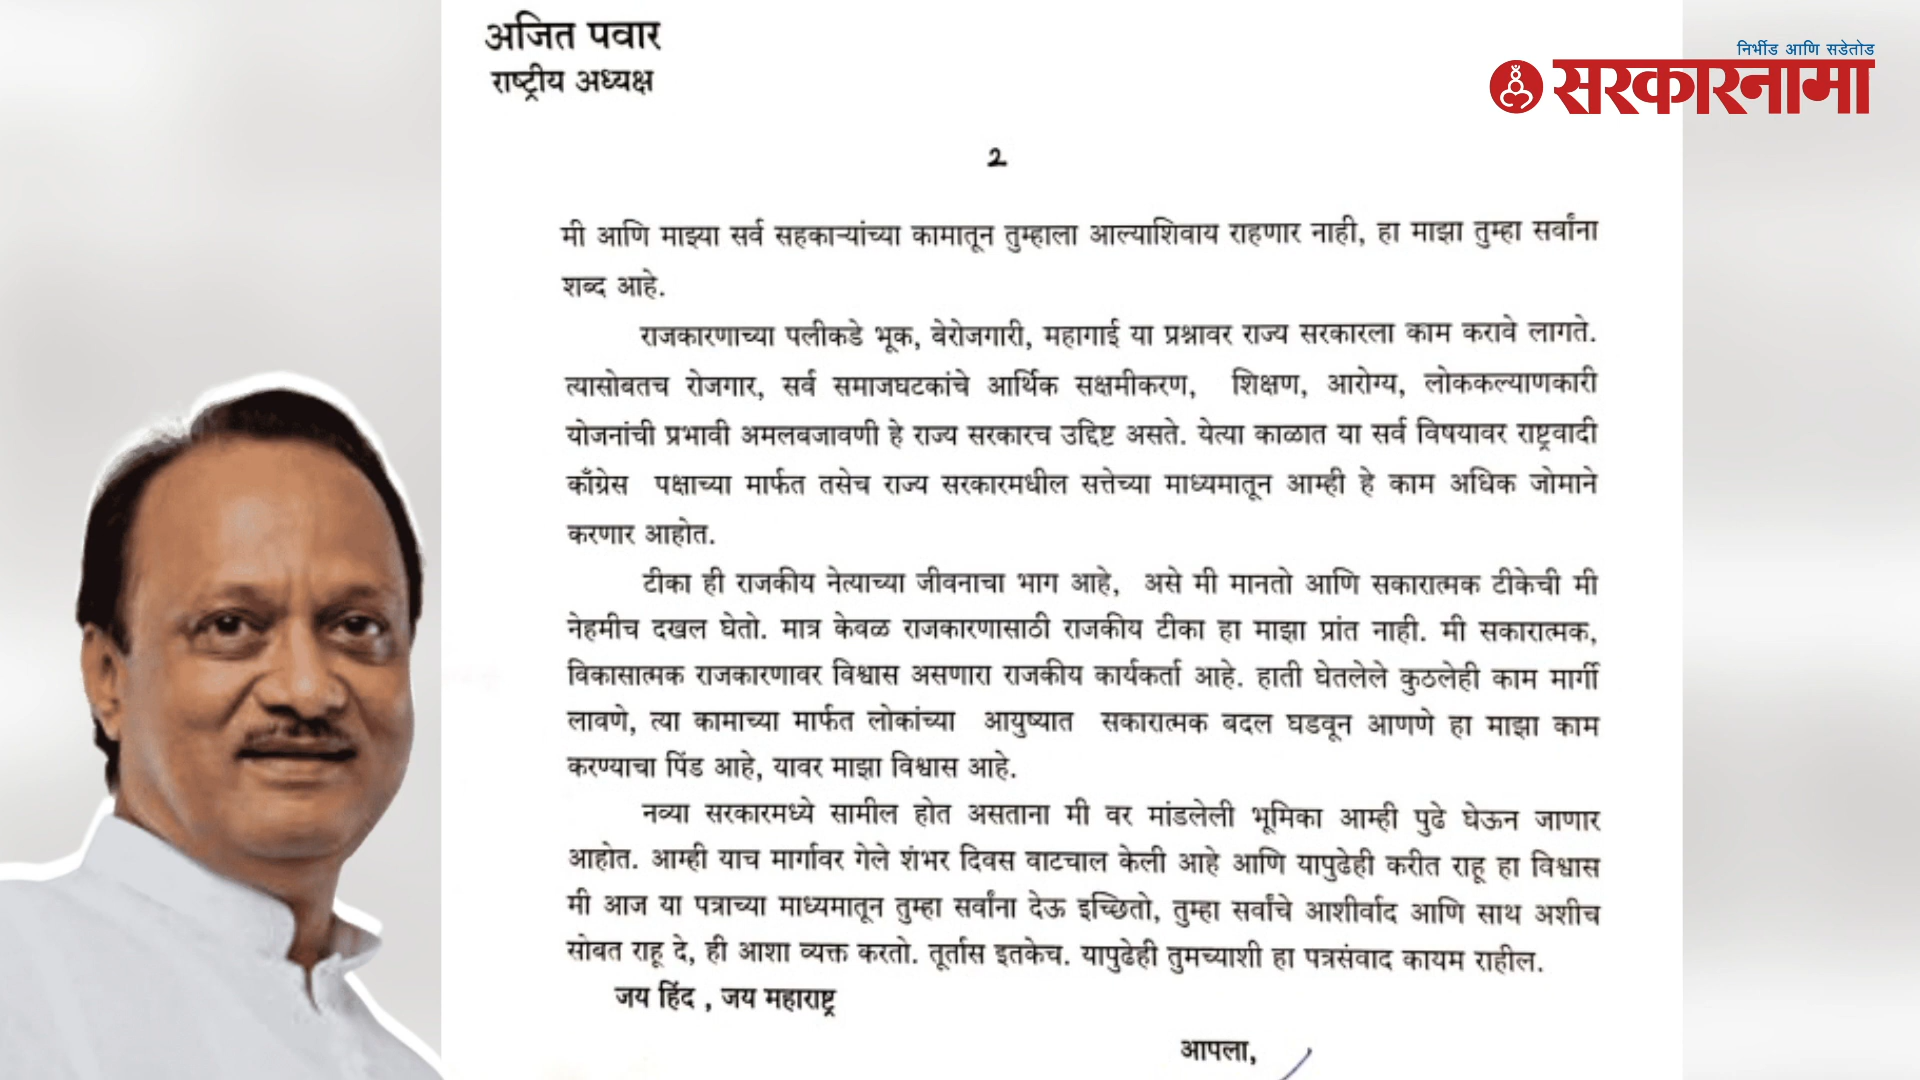 अजित पवार
राष्ट्रीय अध्यक्ष
निर्भीड आणि सडेतोड
सरकारनामा
2
मी आणि माझ्या सर्व सहकाऱ्यांच्या कामातून तुम्हाला आल्याशिवाय राहणार नाही, हा माझा तुम्हा सर्वांना
शब्द आहे.
राजकारणाच्या पलीकडे भूक, बेरोजगारी, महागाई या प्रश्नावर राज्य सरकारला काम करावे लागते.
त्यासोबतच रोजगार, सर्व समाजघटकांचे आर्थिक सक्षमीकरण, शिक्षण, आरोग्य, लोककल्याणकारी
योजनांची प्रभावी अमलबजावणी हे राज्य सरकारच उद्दिष्ट असते. येत्या काळात या सर्व विषयावर राष्ट्रवादी
काँग्रेस पक्षाच्या मार्फत तसेच राज्य सरकारमधील सत्तेच्या माध्यमातून आम्ही हे काम अधिक जोमाने
करणार आहोत.
टीका ही राजकीय नेत्याच्या जीवनाचा भाग आहे, असे मी मानतो आणि सकारात्मक टीकेची मी
नेहमीच दखल घेतो. मात्र केवळ राजकारणासाठी राजकीय टीका हा माझा प्रांत नाही. मी सकारात्मक,
विकासात्मक राजकारणावर विश्वास असणारा राजकीय कार्यकर्ता आहे. हाती घेतलेले कुठलेही काम मार्गी
लावणे, त्या कामाच्या मार्फत लोकांच्या आयुष्यात सकारात्मक बदल घडवून आणणे हा माझा काम
करण्याचा पिंड आहे, यावर माझा विश्वास आहे.
नव्या सरकारमध्ये सामील होत असताना मी वर मांडलेली भूमिका आम्ही पुढे घेऊन जाणार
आहोत. आम्ही याच मार्गावर गेले शंभर दिवस वाटचाल केली आहे आणि यापुढेही करीत राहू हा विश्वास
मी आज या पत्राच्या माध्यमातून तुम्हा सर्वांना देऊ इच्छितो, तुम्हा सर्वांचे आशीर्वाद आणि साथ अशीच
सोबत राहू दे, ही आशा व्यक्त करतो. तूर्तास इतकेच. यापुढेही तुमच्याशी हा पत्रसंवाद कायम राहील.
जय हिंद , जय महाराष्ट्र
आपला,